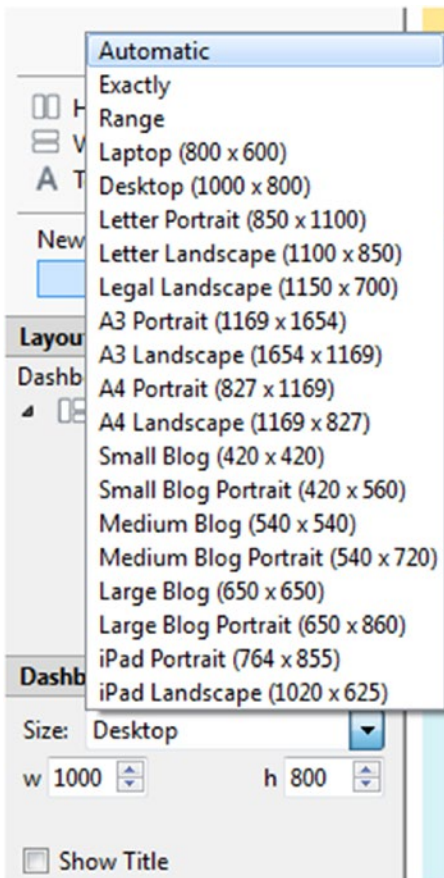 Automatic
Exactly
Range
Laptop (800 x 600)
Desktop (1000 x 800)
Letter Portrait (850 x 1100)
Letter Landscape (1100 x 850)
Legal Landscape (1150 x 700)
A3 Portrait (1169 x 1654)
A3 Landscape (1654 x 1169)
A4 Portrait (827 x 1169)
A4 Landscape (1169 x 827)
Small Blog (420 x 420)
Small Blog Portrait (420 x 560)
Medium Blog (540 x 540)
Medium Blog Portrait (540 x 720)
Large Blog (650 x 650)
Large Blog Portrait (650 x 860)
iPad Portrait (764 x 855)
iPad Landscape (1020 x 625)
H
V
A T
New
Layou
Dashb
Dashb
Size: Desktop
w 1000 h 800
Show Title